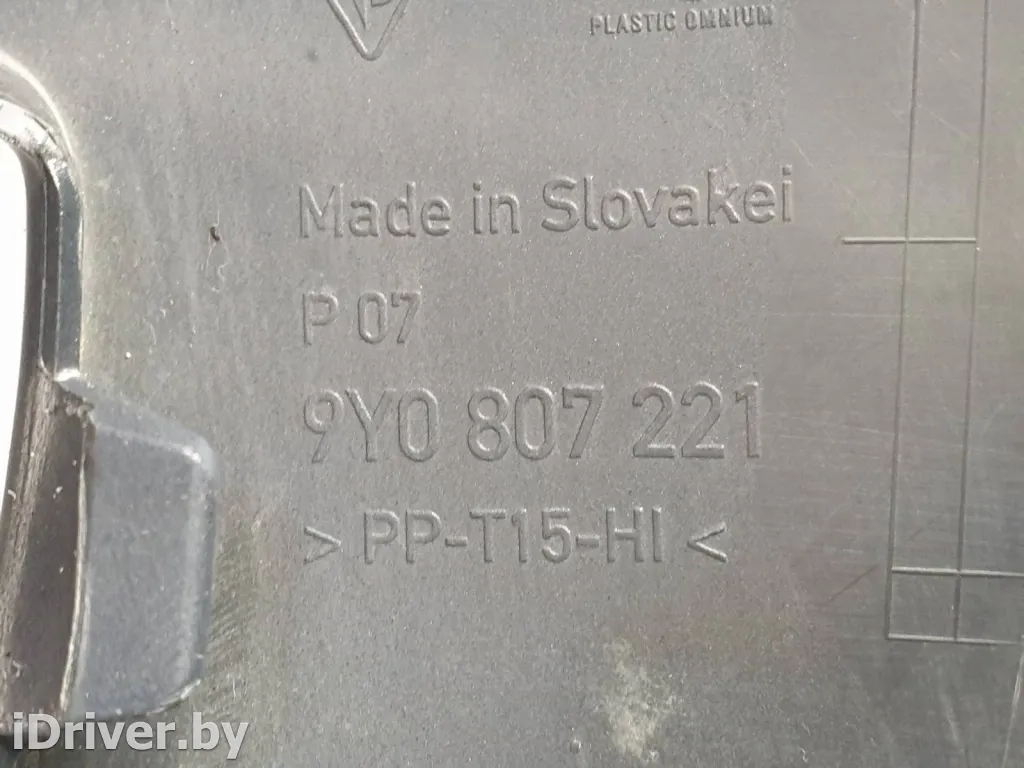 PLASTIC OMNIUM
Made in Slovakei
P 07
9Y0 807 221
> PP-T15-HI <
iDriver.by